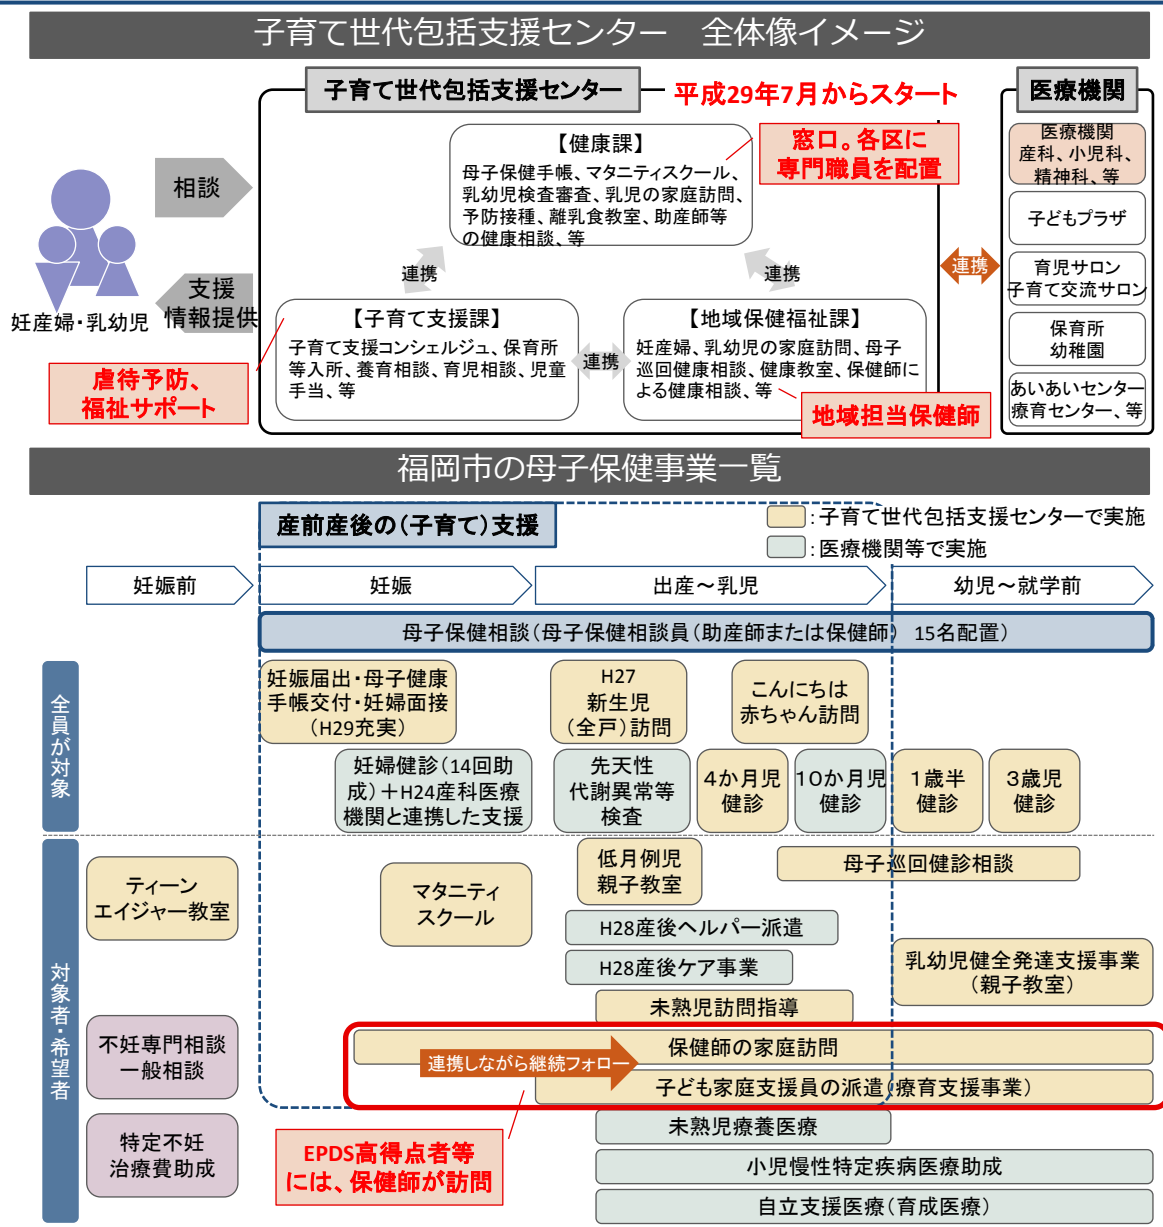 子育て世代包括支援センター　全体像イメージ
子育て世代包括支援センター
平成29年7月からスタート
医療機関
相談
支援
情報提供
妊産婦・乳幼児
【健康課】
母子保健手帳、マタニティスクール、
乳幼児検査審査、乳児の家庭訪問、
予防接種、離乳食教室、助産師等
の健康相談、等
窓口。各区に
専門職員を配置
連携
連携
連携
【子育て支援課】
子育て支援コンシェルジュ、保育所
等入所、養育相談、育児相談、児童
手当、等
虐待予防、
福祉サポート
【地域保健福祉課】
妊産婦、乳幼児の家庭訪問、母子
巡回健康相談、健康教室、保健師に
よる健康相談、等
地域担当保健師
連携
医療機関
産科、小児科、
精神科、等
子どもプラザ
育児サロン
子育て交流サロン
保育所
幼稚園
あいあいセンター
療育センター、等
福岡市の母子保健事業一覧
産前産後の(子育て)支援
：子育て世代包括支援センターで実施
：医療機関等で実施
妊娠前
妊娠
出産～乳児
幼児～就学前
母子保健相談(母子保健相談員(助産師または保健師)　15名配置)
全員が対象
妊娠届出・母子健康
手帳交付・妊婦面接
(H29充実)
H27
新生児
(全戸)訪問
こんにちは
赤ちゃん訪問
妊婦健診(14回助
成)＋H24産科医療
機関と連携した支援
先天性
代謝異常等
検査
４か月児
健診
１０か月児
健診
１歳半
健診
３歳児
健診
対象者・希望者
ティーン
エイジャー教室
マタニティ
スクール
低月例児
親子教室
母子巡回健診相談
H28産後ヘルパー派遣
H28産後ケア事業
乳幼児健全発達支援事業
(親子教室)
未熟児訪問指導
不妊専門相談
一般相談
保健師の家庭訪問
連携しながら継続フォロー
子ども家庭支援員の派遣(療育支援事業)
特定不妊
治療費助成
EPDS高得点者等
には、保健師が訪問
未熟児療養医療
小児慢性特定疾病医療助成
自立支援医療(育成医療)